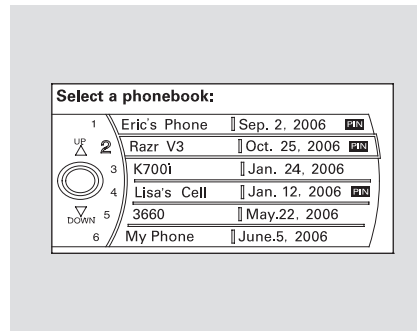 Select a phonebook:
1 Eric's Phone Sep. 2, 2006 PIN
UP 2 Razr V3 Oct. 25, 2006 PIN
3 K700i Jan. 24, 2006
4 Lisa's Cell Jan. 12, 2006 PIN
DOWN 5 3660 May.22, 2006
6 My Phone June.5, 2006